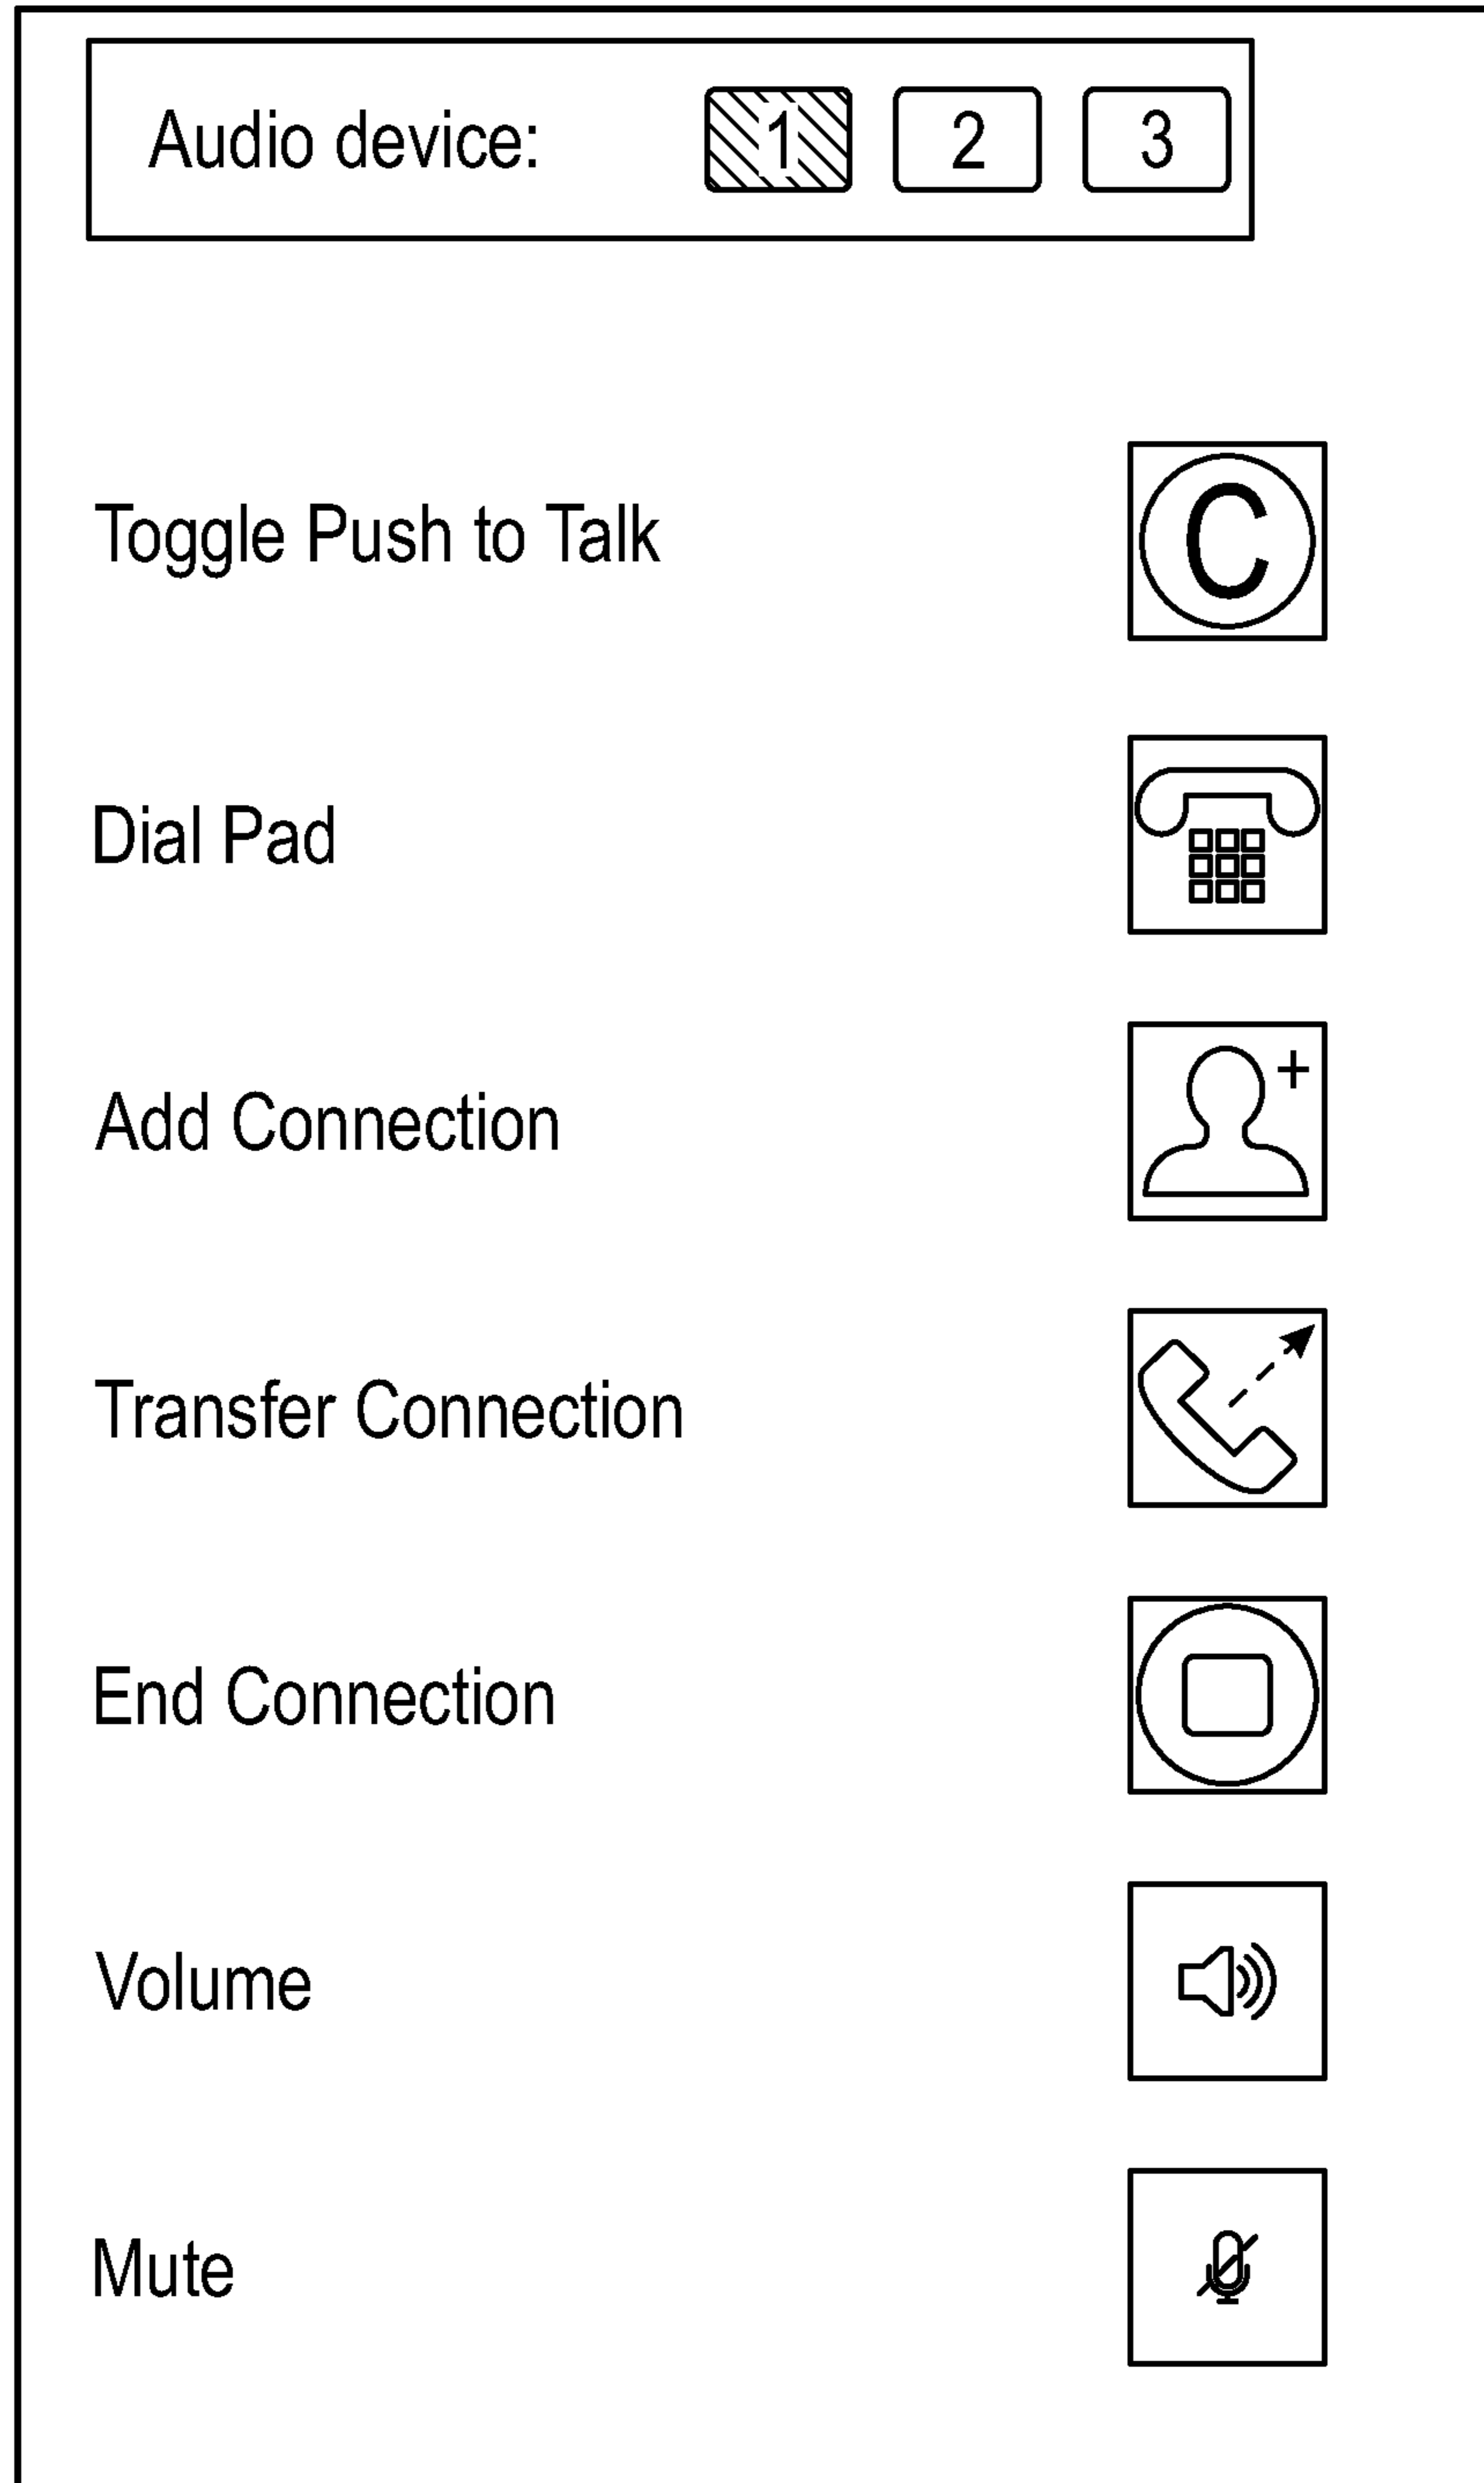 Audio device: 1 2 3
Toggle Push to Talk C
Dial Pad
Add Connection +
Transfer Connection
End Connection
Volume
Mute